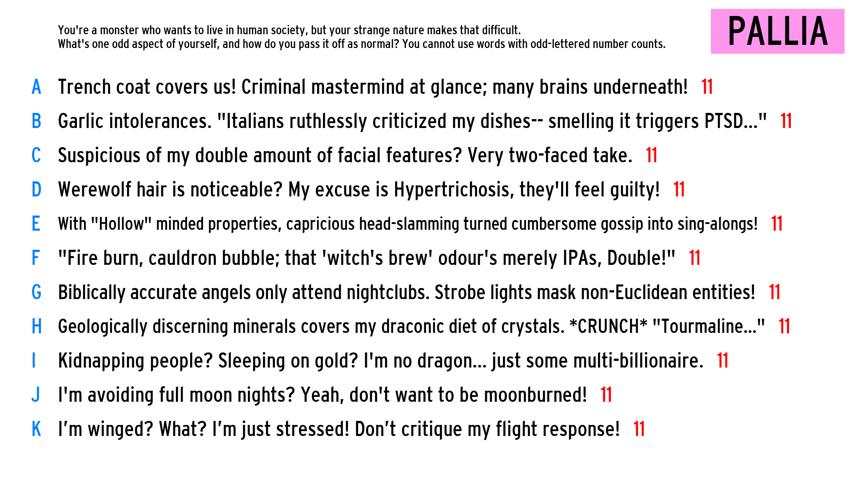 You're a monster who wants to live in human society, but your strange nature makes that difficult.
What's one odd aspect of yourself, and how do you pass it off as normal? You cannot use words with odd-lettered number counts.
PALLIA
A Trench coat covers us! Criminal mastermind at glance; many brains underneath! 11
B Garlic intolerances. "Italians ruthlessly criticized my dishes-- smelling it triggers PTSD..." 11
C Suspicious of my double amount of facial features? Very two-faced take. 11
D Werewolf hair is noticeable? My excuse is Hypertrichosis, they'll feel guilty! 11
E With "Hollow" minded properties, capricious head-slamming turned cumbersome gossip into sing-alongs! 11
F "Fire burn, cauldron bubble; that 'witch's brew' odour's merely IPAs, Double!" 11
G Biblically accurate angels only attend nightclubs. Strobe lights mask non-Euclidean entities! 11
H Geologically discerning minerals covers my draconic diet of crystals. *CRUNCH* "Tourmaline..." 11
I Kidnapping people? Sleeping on gold? I'm no dragon... just some multi-billionaire. 11
J I'm avoiding full moon nights? Yeah, don't want to be moonburned! 11
K I’m winged? What? I’m just stressed! Don’t critique my flight response! 11